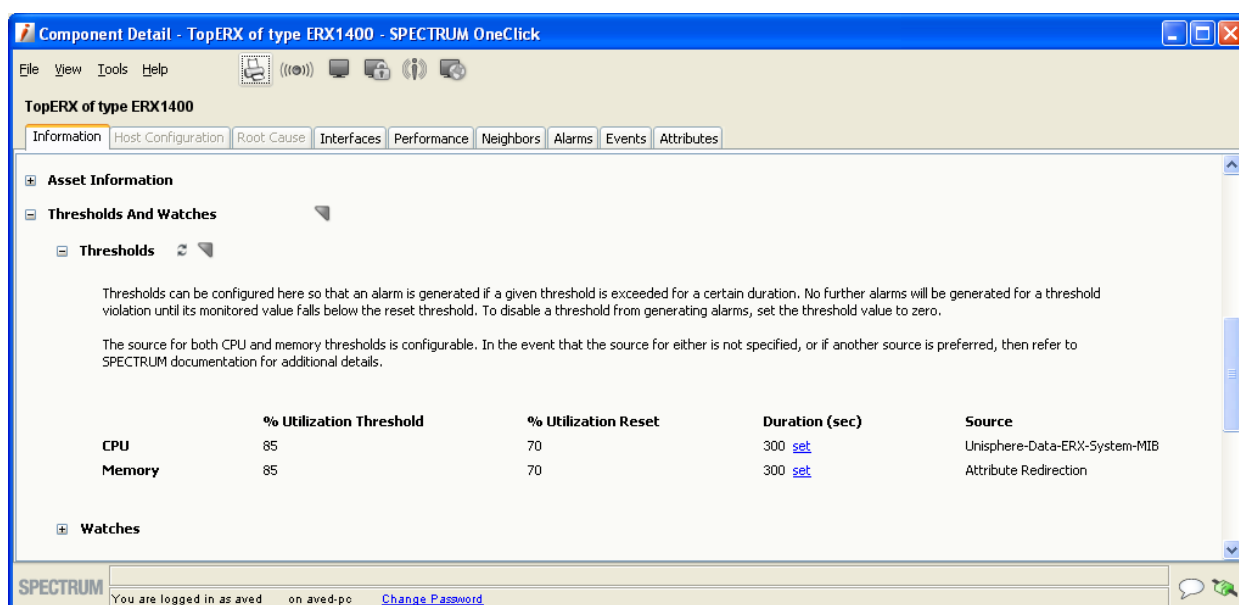 Component Detail - TopERX of type ERX1400 - SPECTRUM OneClick
File View Tools Help
TopERX of type ERX1400
Information Host Configuration Root Cause Interfaces Performance Neighbors Alarms Events Attributes
Asset Information
Thresholds And Watches
Thresholds
Thresholds can be configured here so that an alarm is generated if a given threshold is exceeded for a certain duration. No further alarms will be generated for a threshold
violation until its monitored value falls below the reset threshold. To disable a threshold from generating alarms, set the threshold value to zero.
The source for both CPU and memory thresholds is configurable. In the event that the source for either is not specified, or if another source is preferred, then refer to
SPECTRUM documentation for additional details.
% Utilization Threshold % Utilization Reset Duration (sec) Source
CPU 85 70 300 set Unisphere-Data-ERX-System-MIB
Memory 85 70 300 set Attribute Redirection
Watches
SPECTRUM
You are logged in as aved on aved-pc Change Password